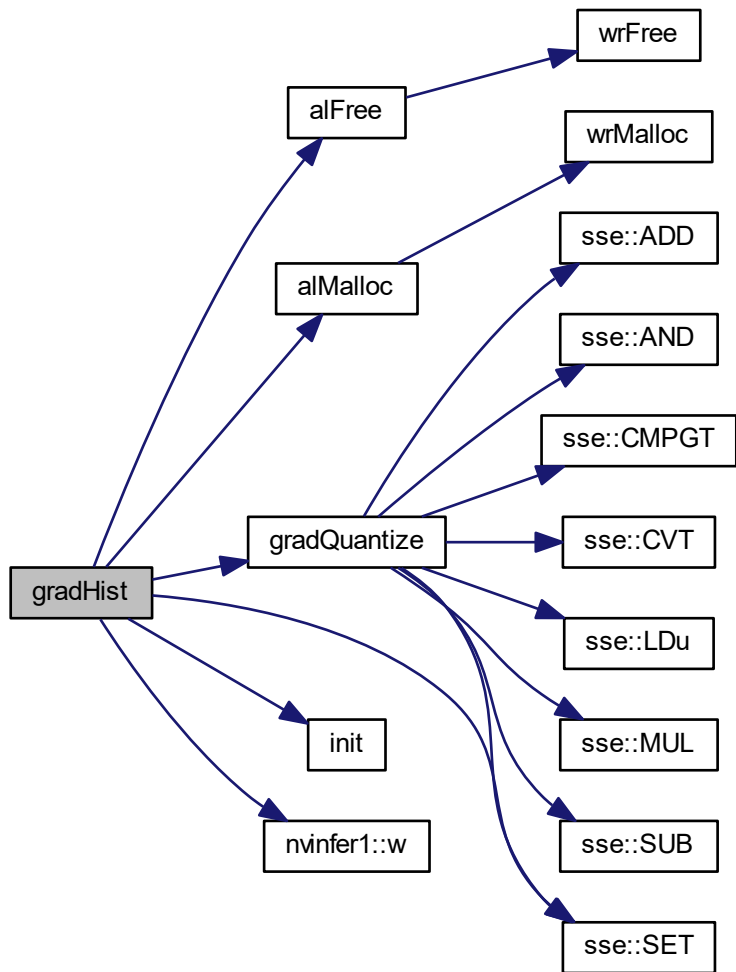 wrFree
alFree
wrMalloc
sse::ADD
alMalloc
sse::AND
sse::CMPGT
gradQuantize
sse::CVT
gradHist
sse::LDu
init
sse::MUL
nvinfer1::w
sse::SUB
sse::SET